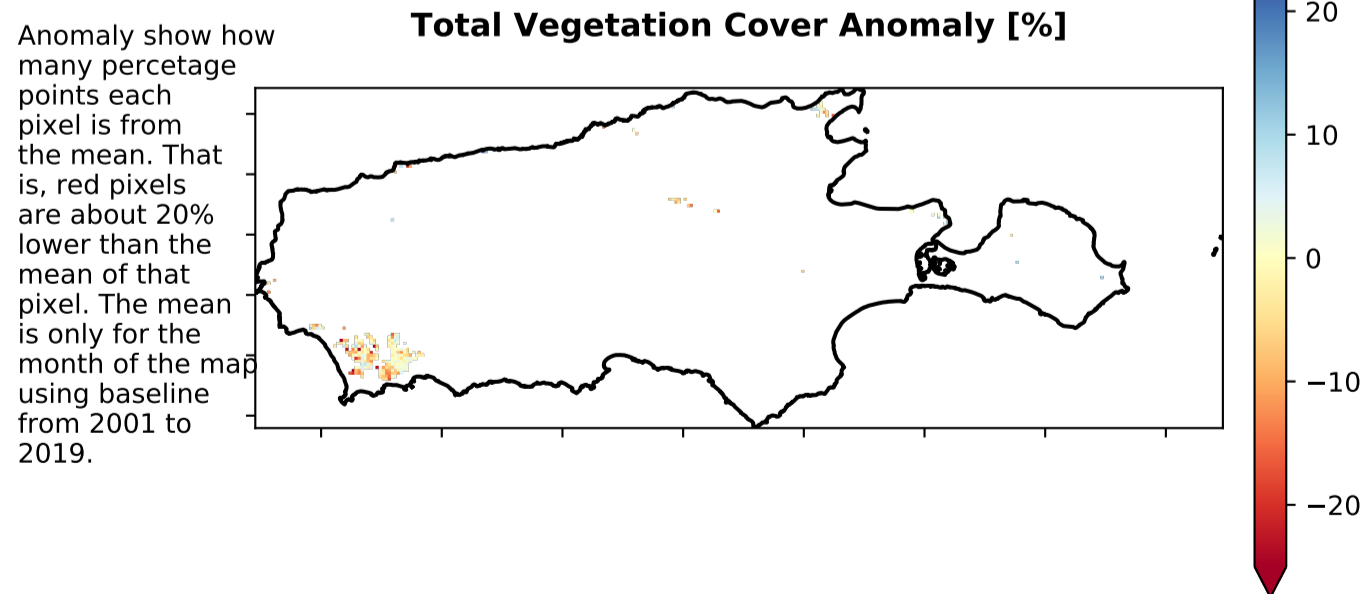 Total Vegetation Cover Anomaly [%]
Anomaly show how
many percetage
points each
pixel is from
the mean. That
is, red pixels
are about 20%
lower than the
mean of that
pixel. The mean
is only for the
month of the map
using baseline
from 2001 to
2019.
20
10
0
−10
−20